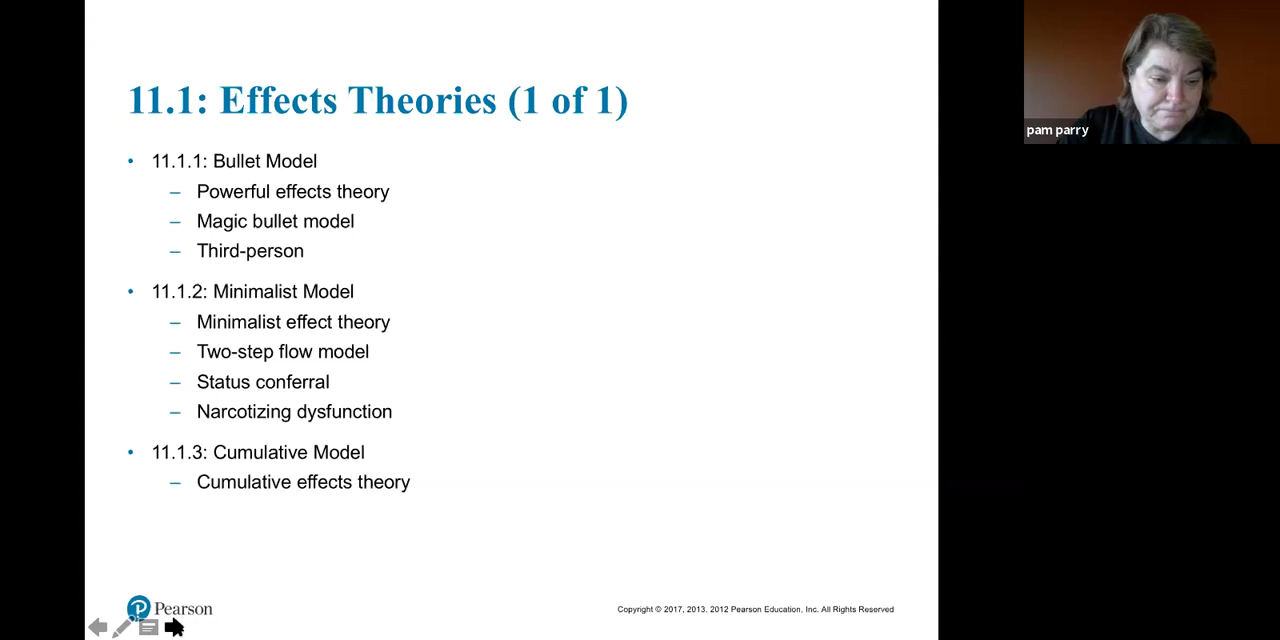 11.1: Effects Theories (1 of 1)
• 11.1.1: Bullet Model
– Powerful effects theory
– Magic bullet model
– Third-person
• 11.1.2: Minimalist Model
– Minimalist effect theory
– Two-step flow model
– Status conferral
– Narcotizing dysfunction
• 11.1.3: Cumulative Model
– Cumulative effects theory
P Pearson
Copyright © 2017, 2013, 2012 Pearson Education, Inc. All Rights Reserved
pam parry